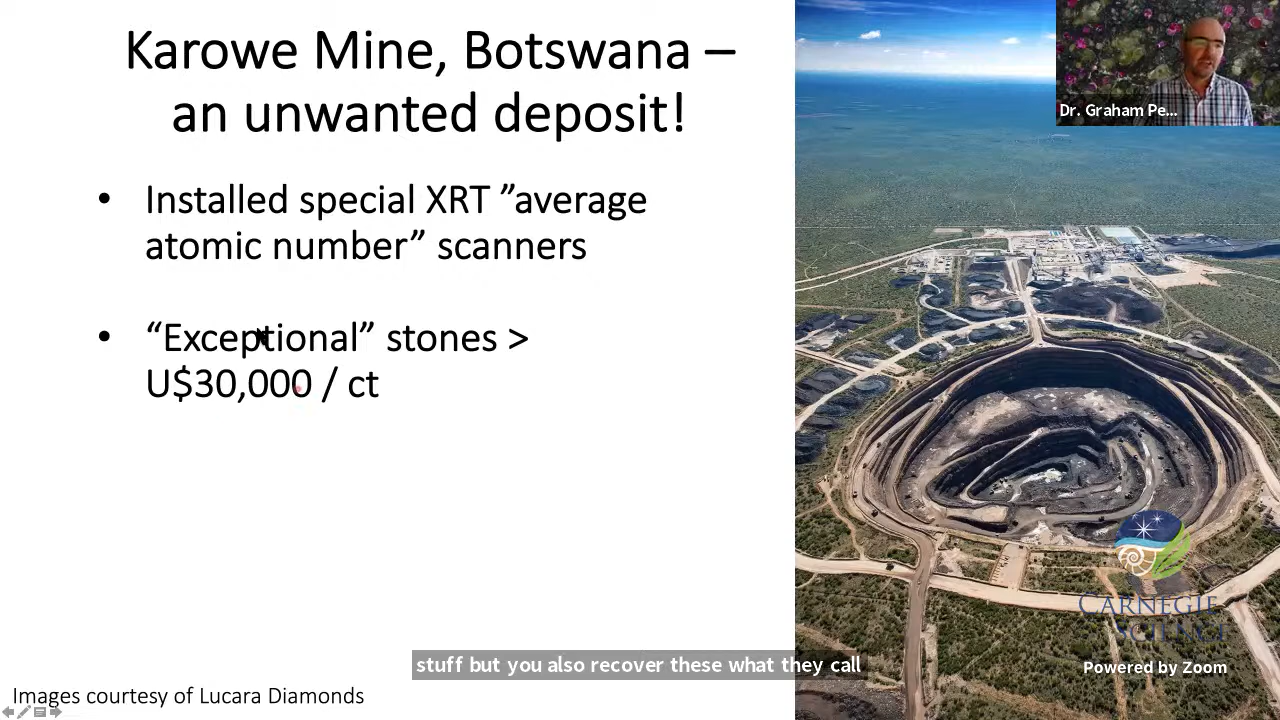 Karowe Mine, Botswana –
an unwanted deposit!
• Installed special XRT ”average
atomic number” scanners
• “Exceptional” stones >
U$30,000 / ct
Dr. Graham Pe...
CARNEGIE
SCIENCE
stuff but you also recover these what they call
Powered by Zoom
Images courtesy of Lucara Diamonds